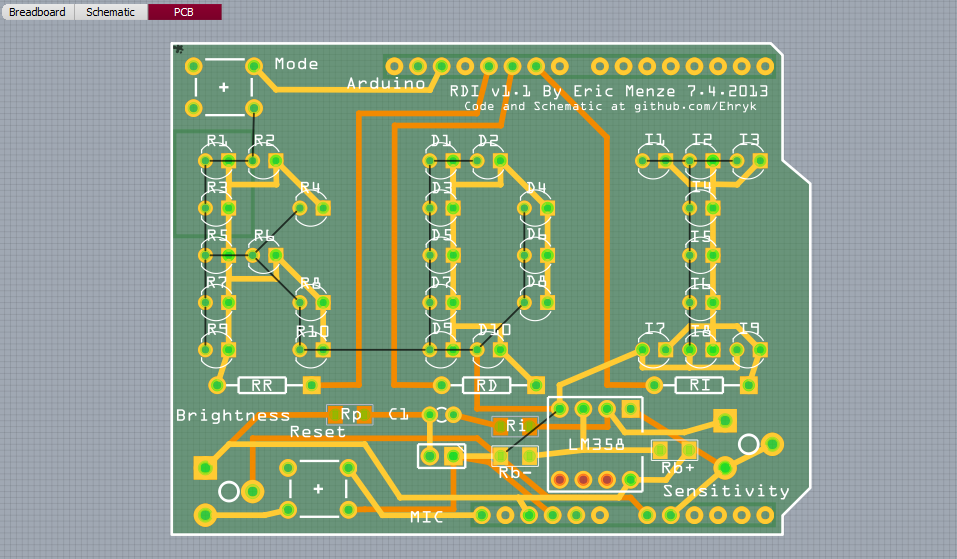 Breadboard Schematic PCB
Mode
Arduino
RDI v1.1 By Eric Menze 7.4.2013
Code and Schematic at github.com/Ehryk
R1 R2 D1 D2 I1 I2 I3
R3 R4 D3 D4 I4
R5 R6 D5 D6 I5
R7 R8 D7 D8 I6
R9 R10 D9 D10 I7 I8 I9
RR RD RI
Brightness Rp C1 Ri
Reset
LM358
Rb- Rb+
Sensitivity
MIC